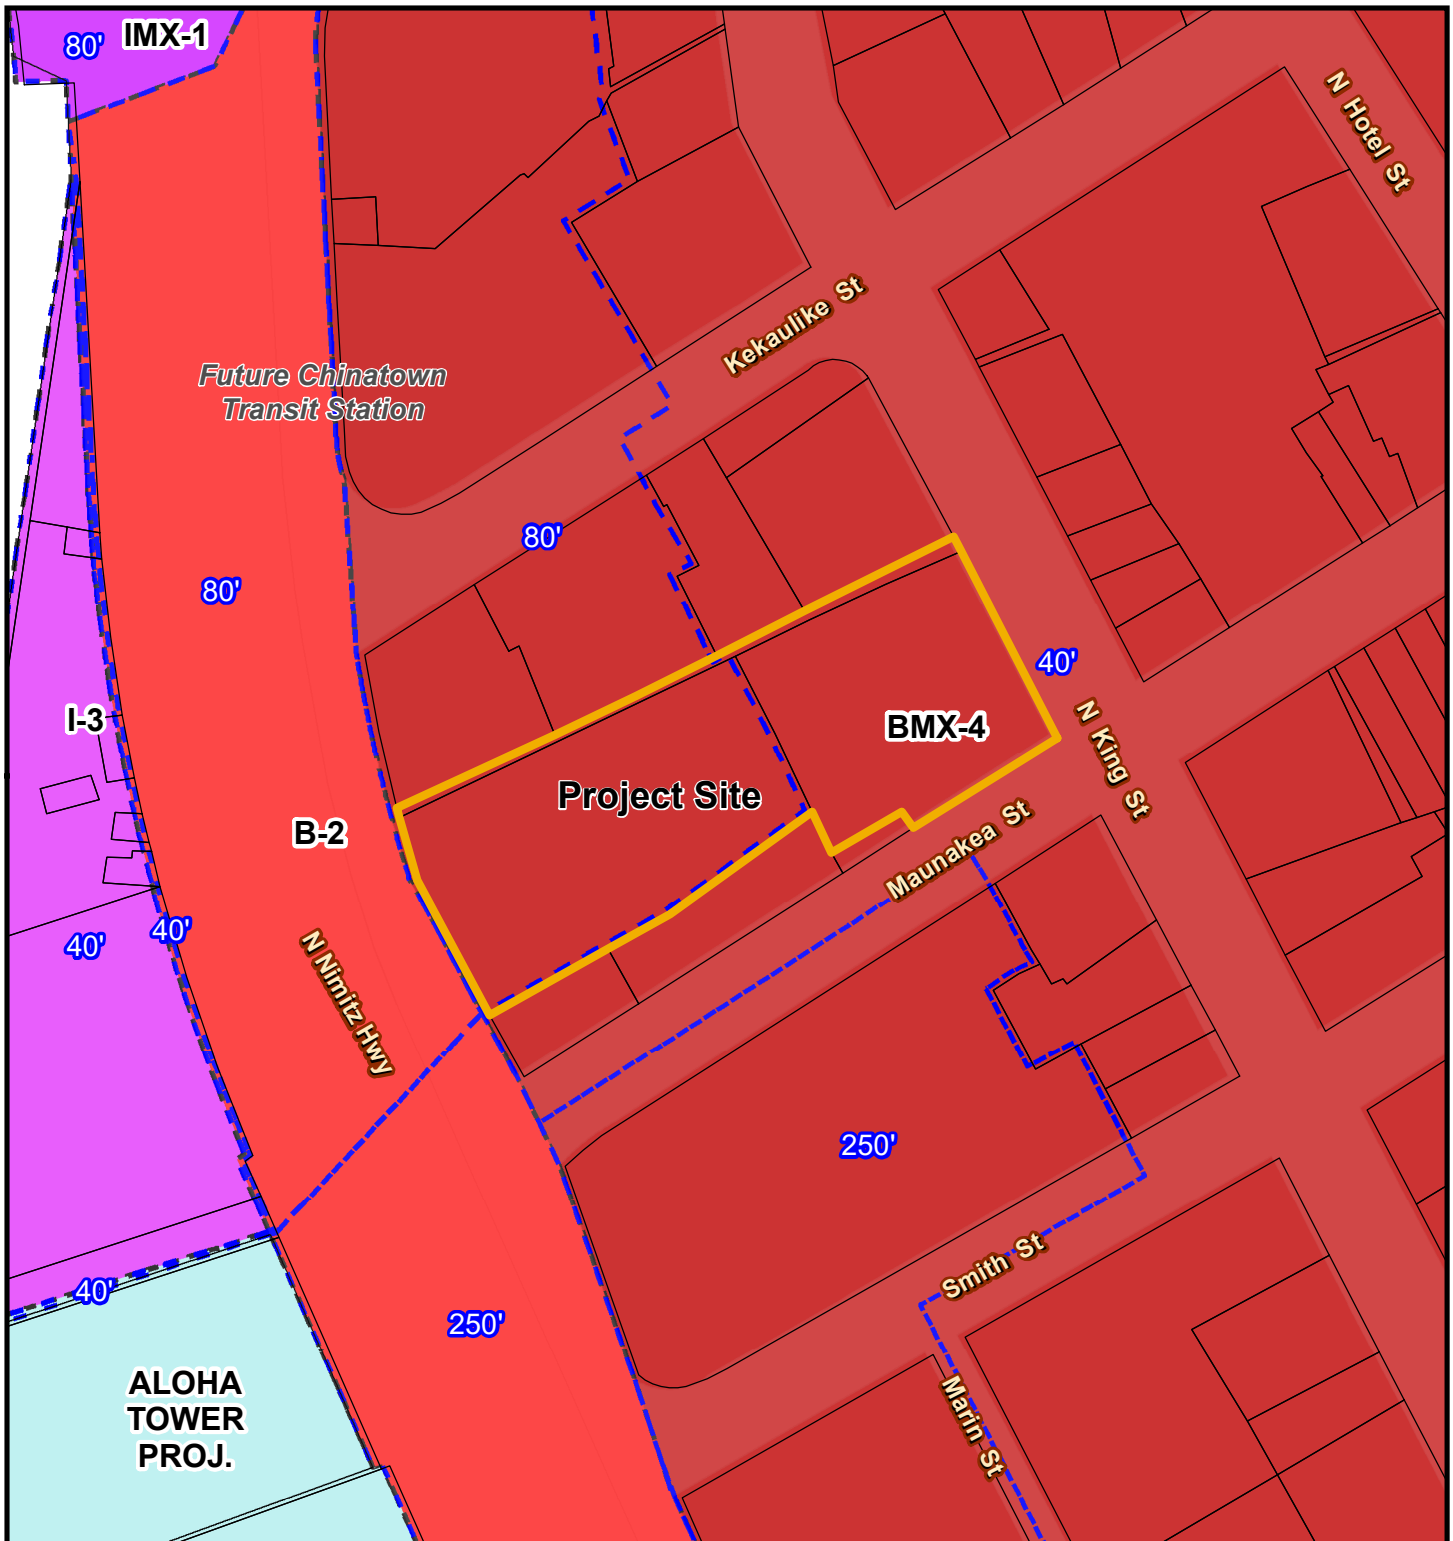 IMX-1
80'
N Hotel St
Kekaulike St
Future Chinatown
Transit Station
80'
80'
40'
I-3
BMX-4
N King St
Project Site
B-2
Maunakea St
40'
40'
N Nimitz Hwy
250'
Smith St
40'
250'
ALOHA
TOWER
PROJ.
Marin St